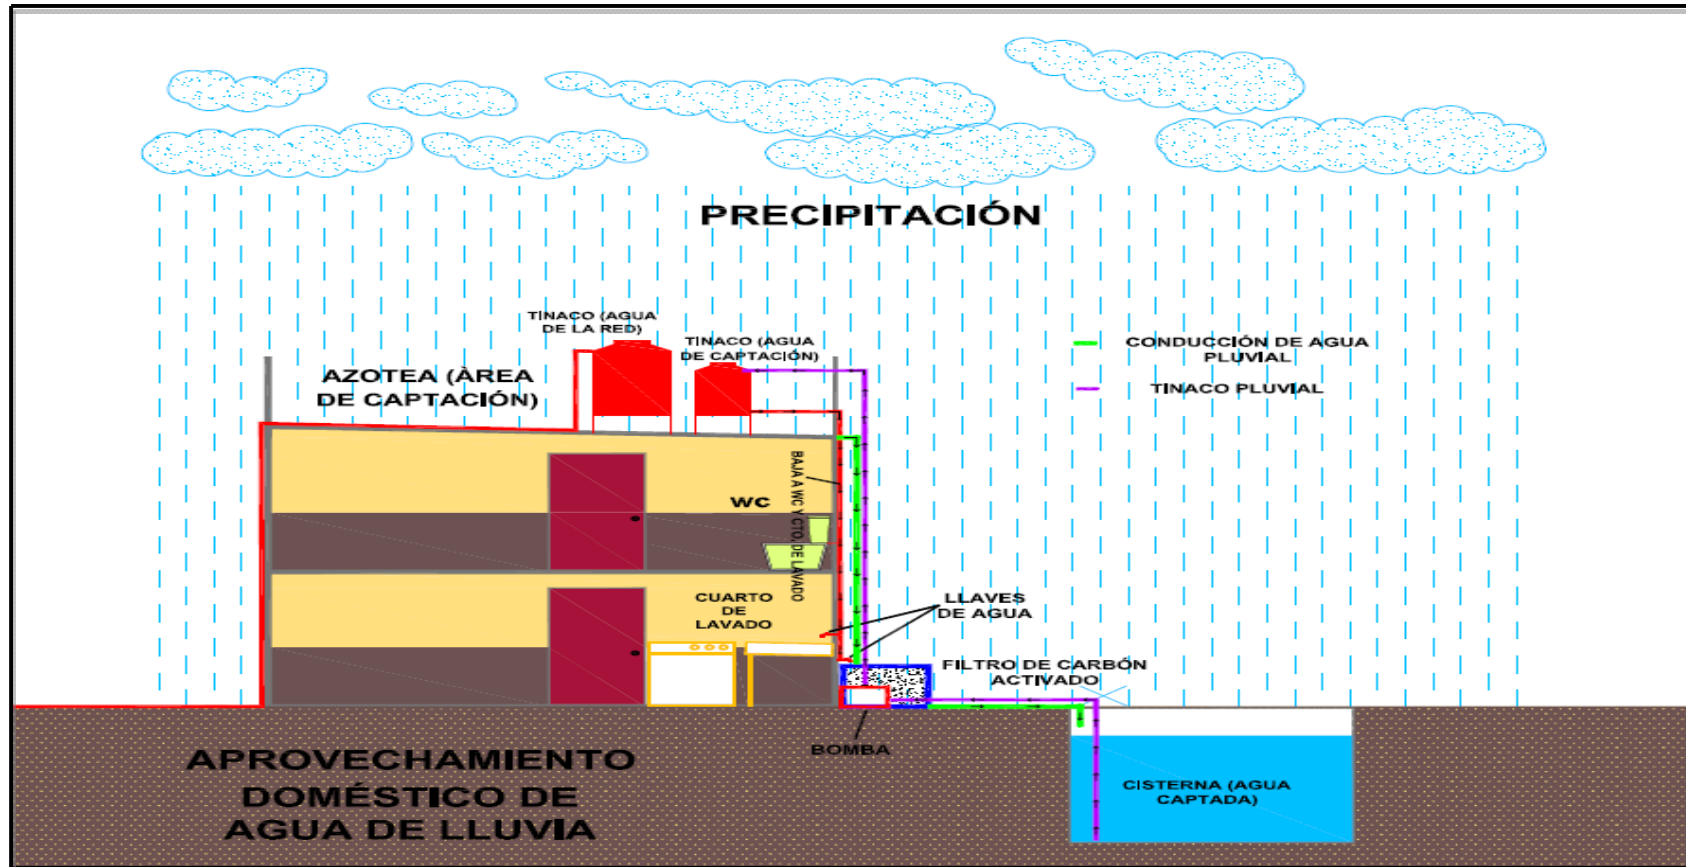 PRECIPITACIÓN
TINACO (AGUA
DE LA RED)
TINACO (AGUA
DE CAPTACIÓN)
AZOTEA (ÀREA
DE CAPTACIÓN)
CONDUCCIÓN DE AGUA
PLUVIAL
TINACO PLUVIAL
BAJA A WC Y CTO. DE LAVADO
WC
CUARTO
DE
LAVADO
LLAVES
DE AGUA
FILTRO DE CARBÓN
ACTIVADO
BOMBA
CISTERNA (AGUA
CAPTADA)
APROVECHAMIENTO
DOMÉSTICO DE
AGUA DE LLUVIA